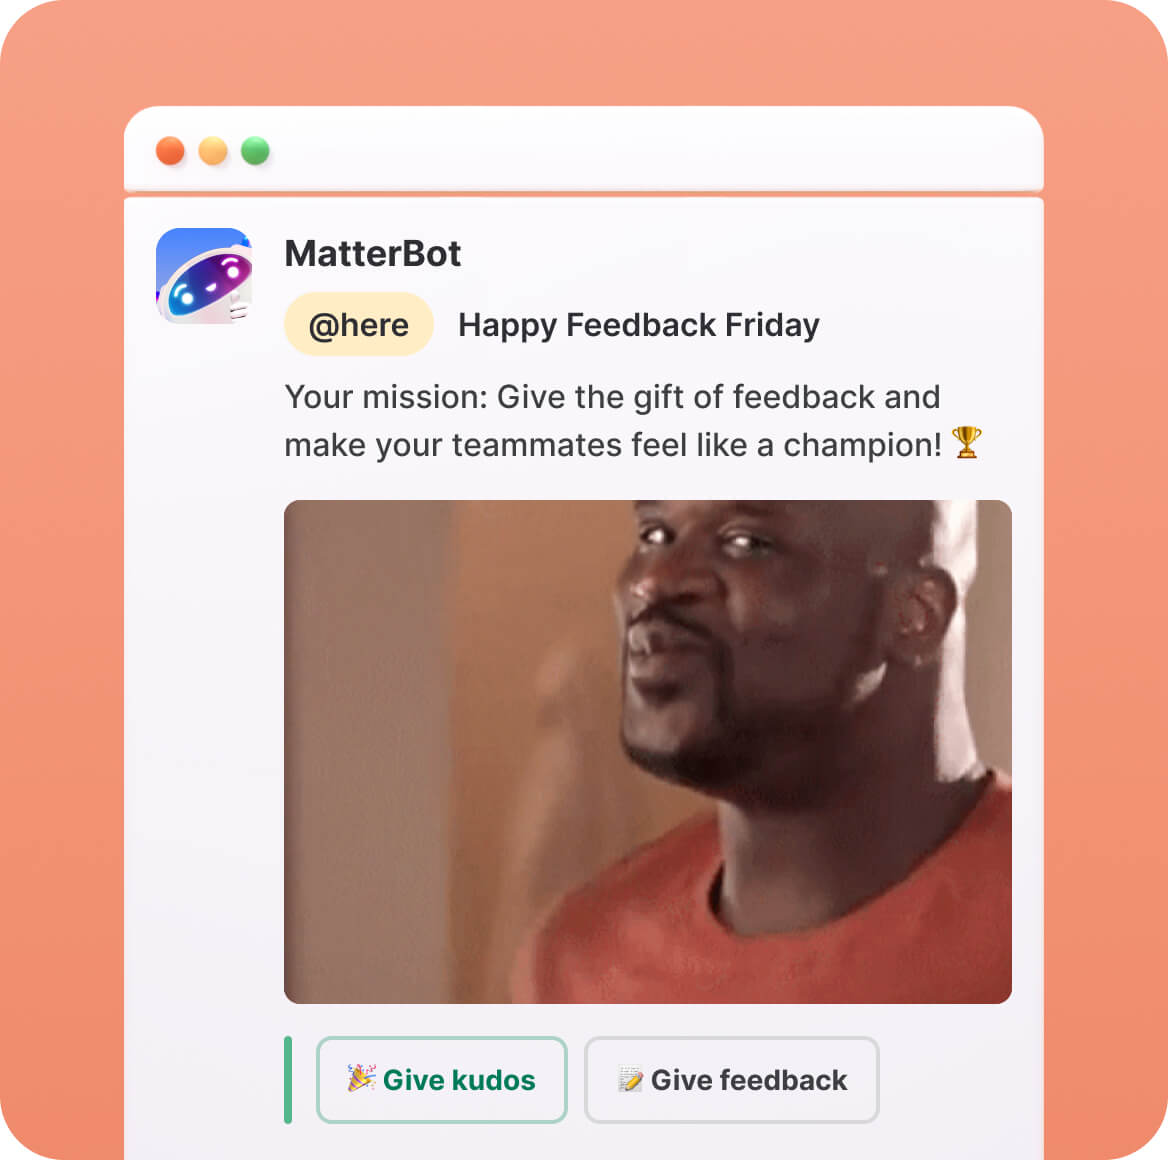 MatterBot
@here Happy Feedback Friday
Your mission: Give the gift of feedback and
make your teammates feel like a champion! 🏆
🎉 Give kudos 📝 Give feedback